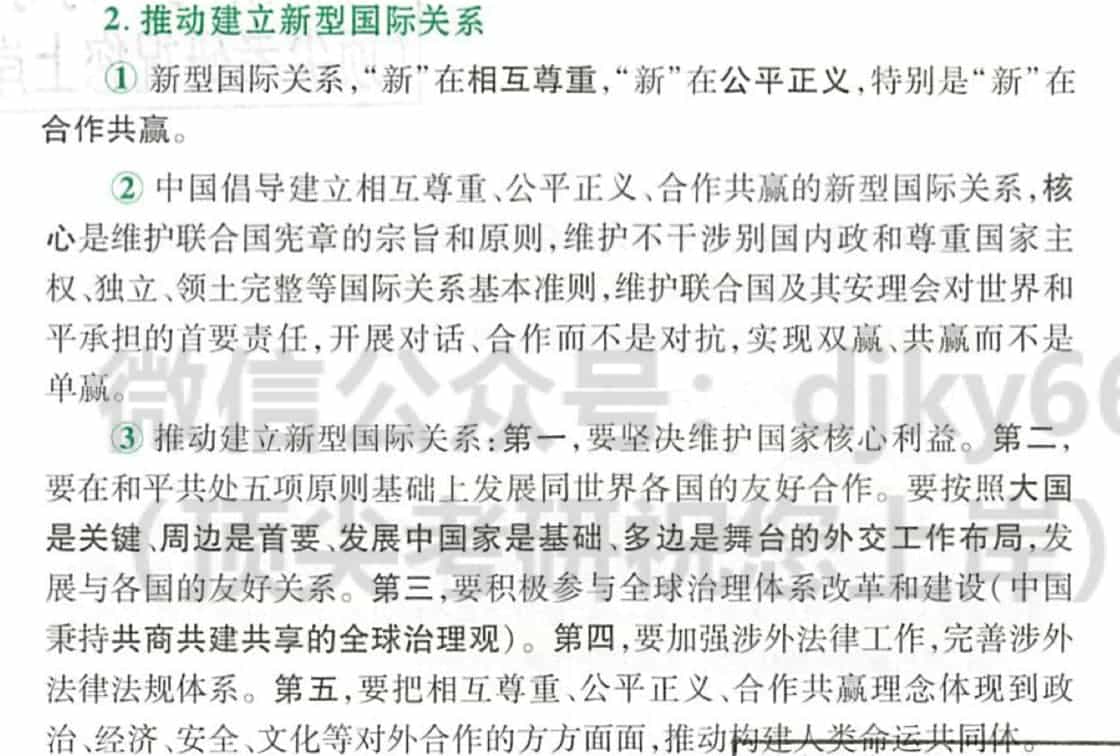 2. 推动建立新型国际关系
① 新型国际关系,“新”在相互尊重,“新”在公平正义,特别是“新”在
合作共赢。
② 中国倡导建立相互尊重、公平正义、合作共赢的新型国际关系,核
心是维护联合国宪章的宗旨和原则,维护不干涉别国内政和尊重国家主
权、独立、领土完整等国际关系基本准则,维护联合国及其安理会对世界和
平承担的首要责任,开展对话、合作而不是对抗,实现双赢、共赢而不是
单赢。
微信公众号:djky66
③ 推动建立新型国际关系:第一,要坚决维护国家核心利益。第二,
要在和平共处五项原则基础上发展同世界各国的友好合作。要按照大国
是关键、周边是首要、发展中国家是基础、多边是舞台的外交工作布局,发
(顶尖考研祝您上岸)
展与各国的友好关系。第三,要积极参与全球治理体系改革和建设(中国
秉持共商共建共享的全球治理观)。第四,要加强涉外法律工作,完善涉外
法律法规体系。第五,要把相互尊重、公平正义、合作共赢理念体现到政
治、经济、安全、文化等对外合作的方方面面,推动构建人类命运共同体。